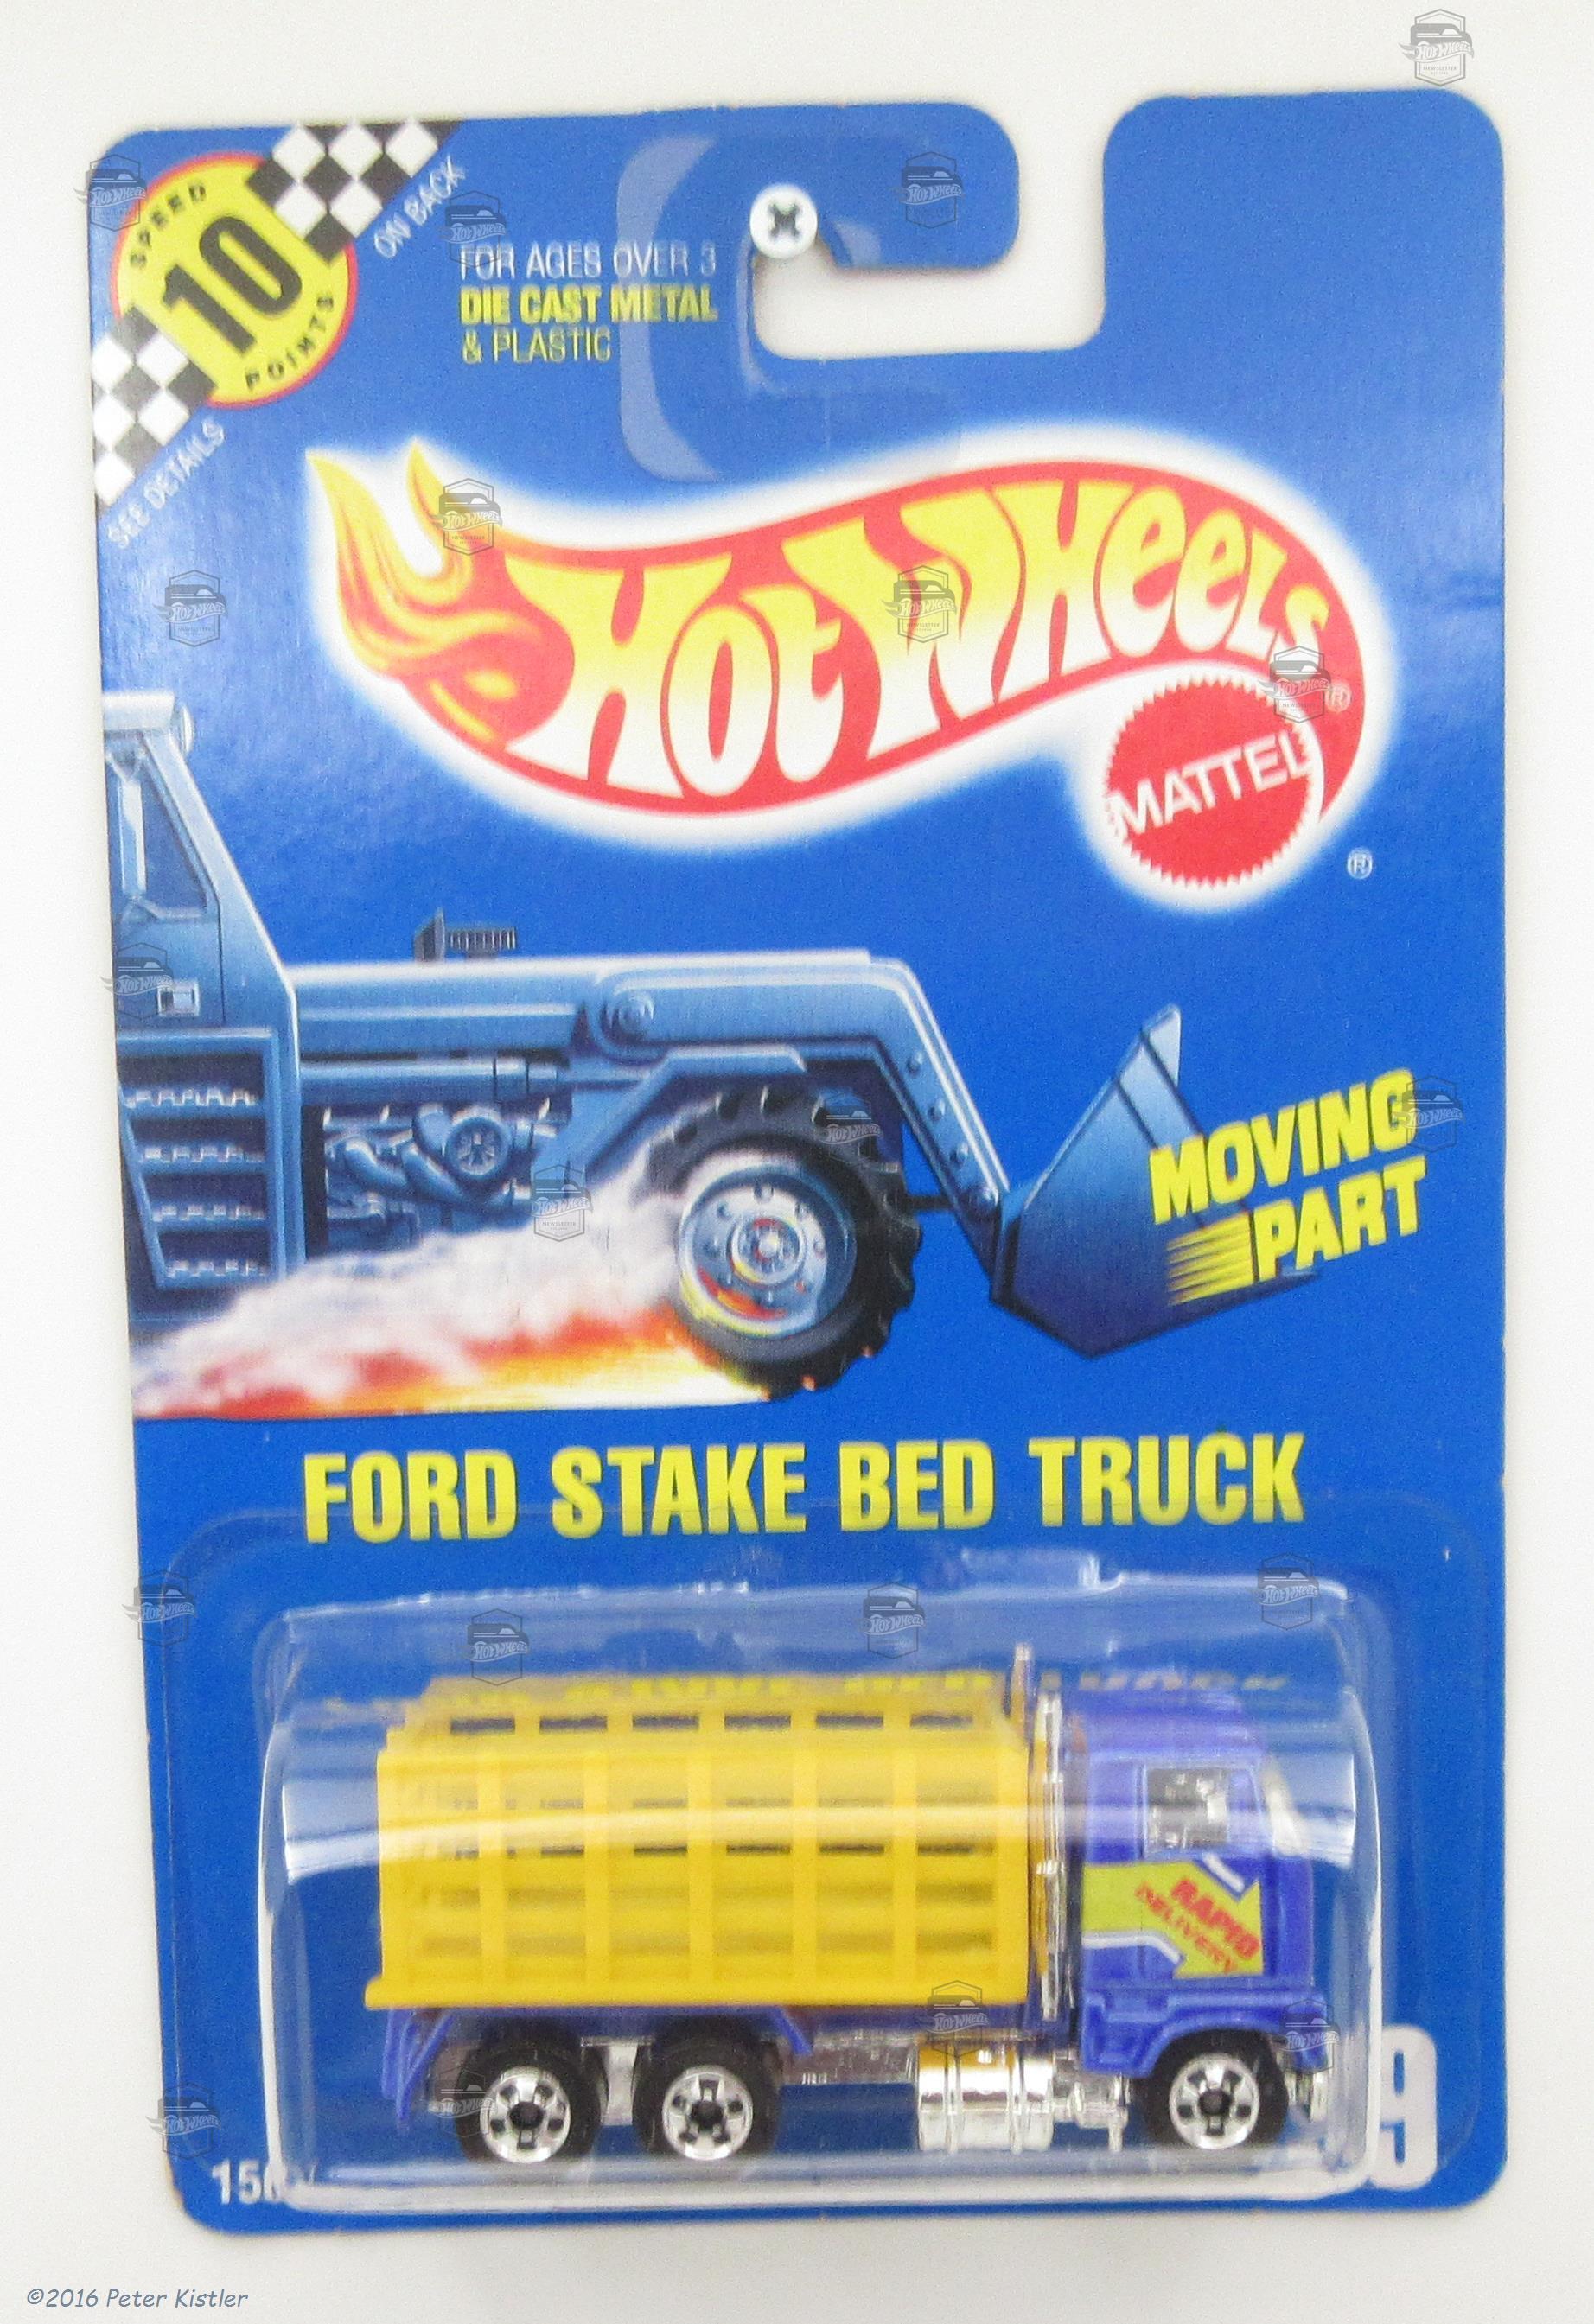 SPEED
10
POINTS
ON BACK
SEE DETAILS
FOR AGES OVER 3
DIE CAST METAL
& PLASTIC
HOT WHEELS
®
MATTEL
®
MOVING
PART
FORD STAKE BED TRUCK
RAPID
DELIVERY
9
©2016 Peter Kistler